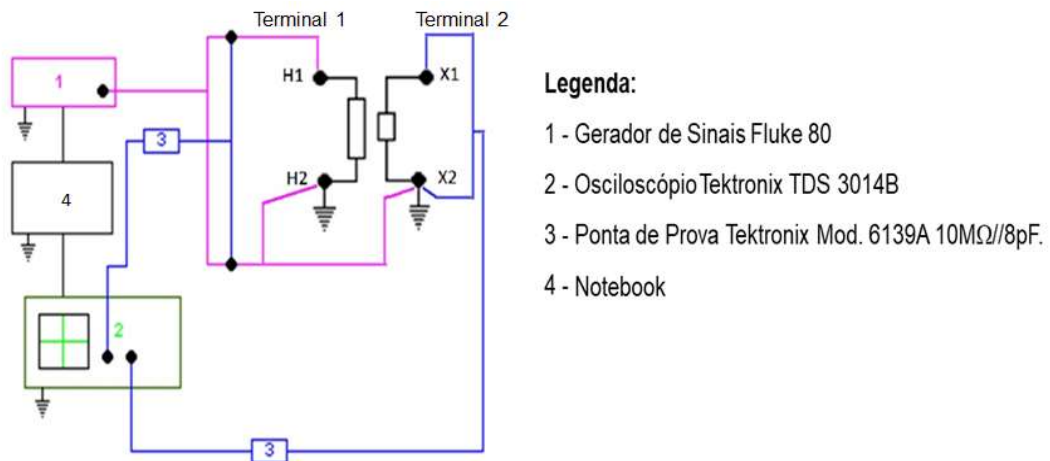 Terminal 1
Terminal 2
1
H1
X1
3
4
H2
X2
2
3
Legenda:
1 - Gerador de Sinais Fluke 80
2 - Osciloscópio Tektronix TDS 3014B
3 - Ponta de Prova Tektronix Mod. 6139A 10MΩ//8pF.
4 - Notebook